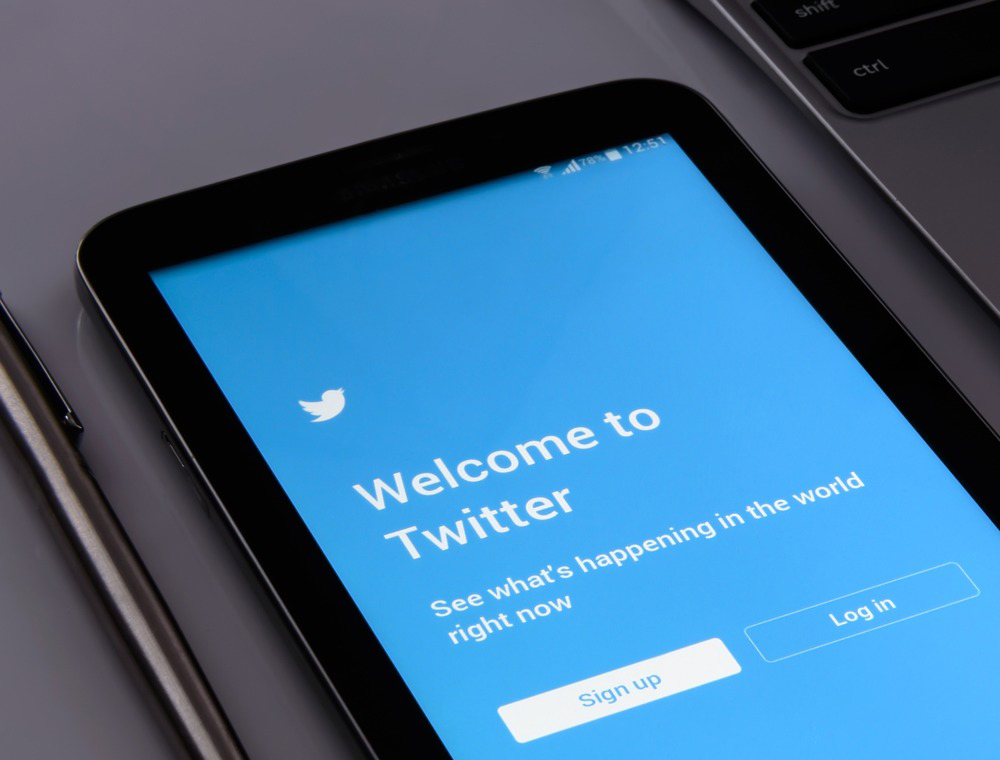 shift
ctrl
78% 12:51
Welcome to
Twitter
See what's happening in the world
right now
Sign up
Log in